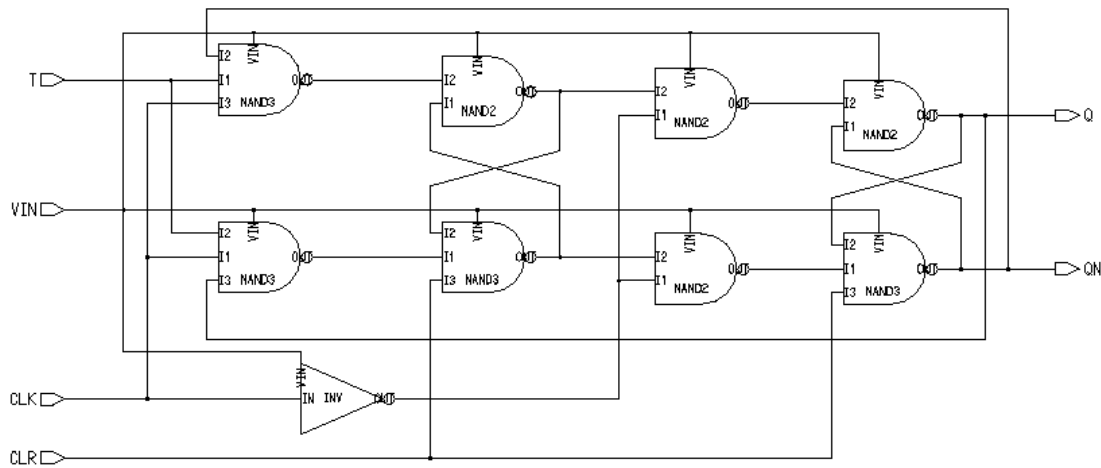 I2 VIN
T I1 O OUT I2 VIN
I3 NAND3 I1 O OUT I2 VIN
NAND2 I1 O OUT I2 VIN
NAND2 I1 O OUT Q
NAND2
VIN
I2 VIN I2 VIN VIN I2 VIN
I1 O OUT I1 O OUT I2 O OUT I1 O OUT QN
I3 NAND3 I3 NAND3 I1 NAND2 I3 NAND3
VIN
CLK IN INV OUT
CLR